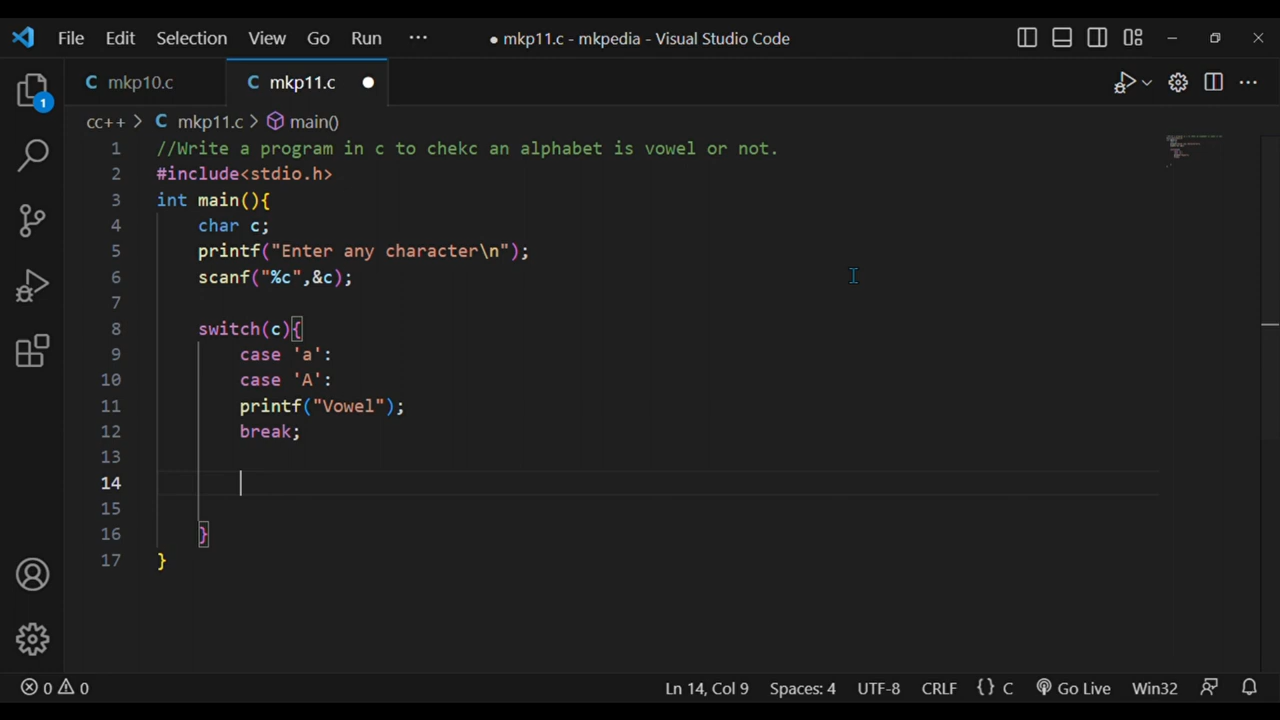 File Edit Selection View Go Run ··· ● mkp11.c - mkpedia - Visual Studio Code
C mkp10.c C mkp11.c ●
1
cc++ > C mkp11.c > main()
1 //Write a program in c to chekc an alphabet is vowel or not.
2 #include<stdio.h>
3 int main(){
4 char c;
5 printf("Enter any character\n");
6 scanf("%c",&c);
7
8 switch(c){
9 case 'a':
10 case 'A':
11 printf("Vowel");
12 break;
13
14
15
16 }
17 }
0 0 Ln 14, Col 9 Spaces: 4 UTF-8 CRLF {} C Go Live Win32